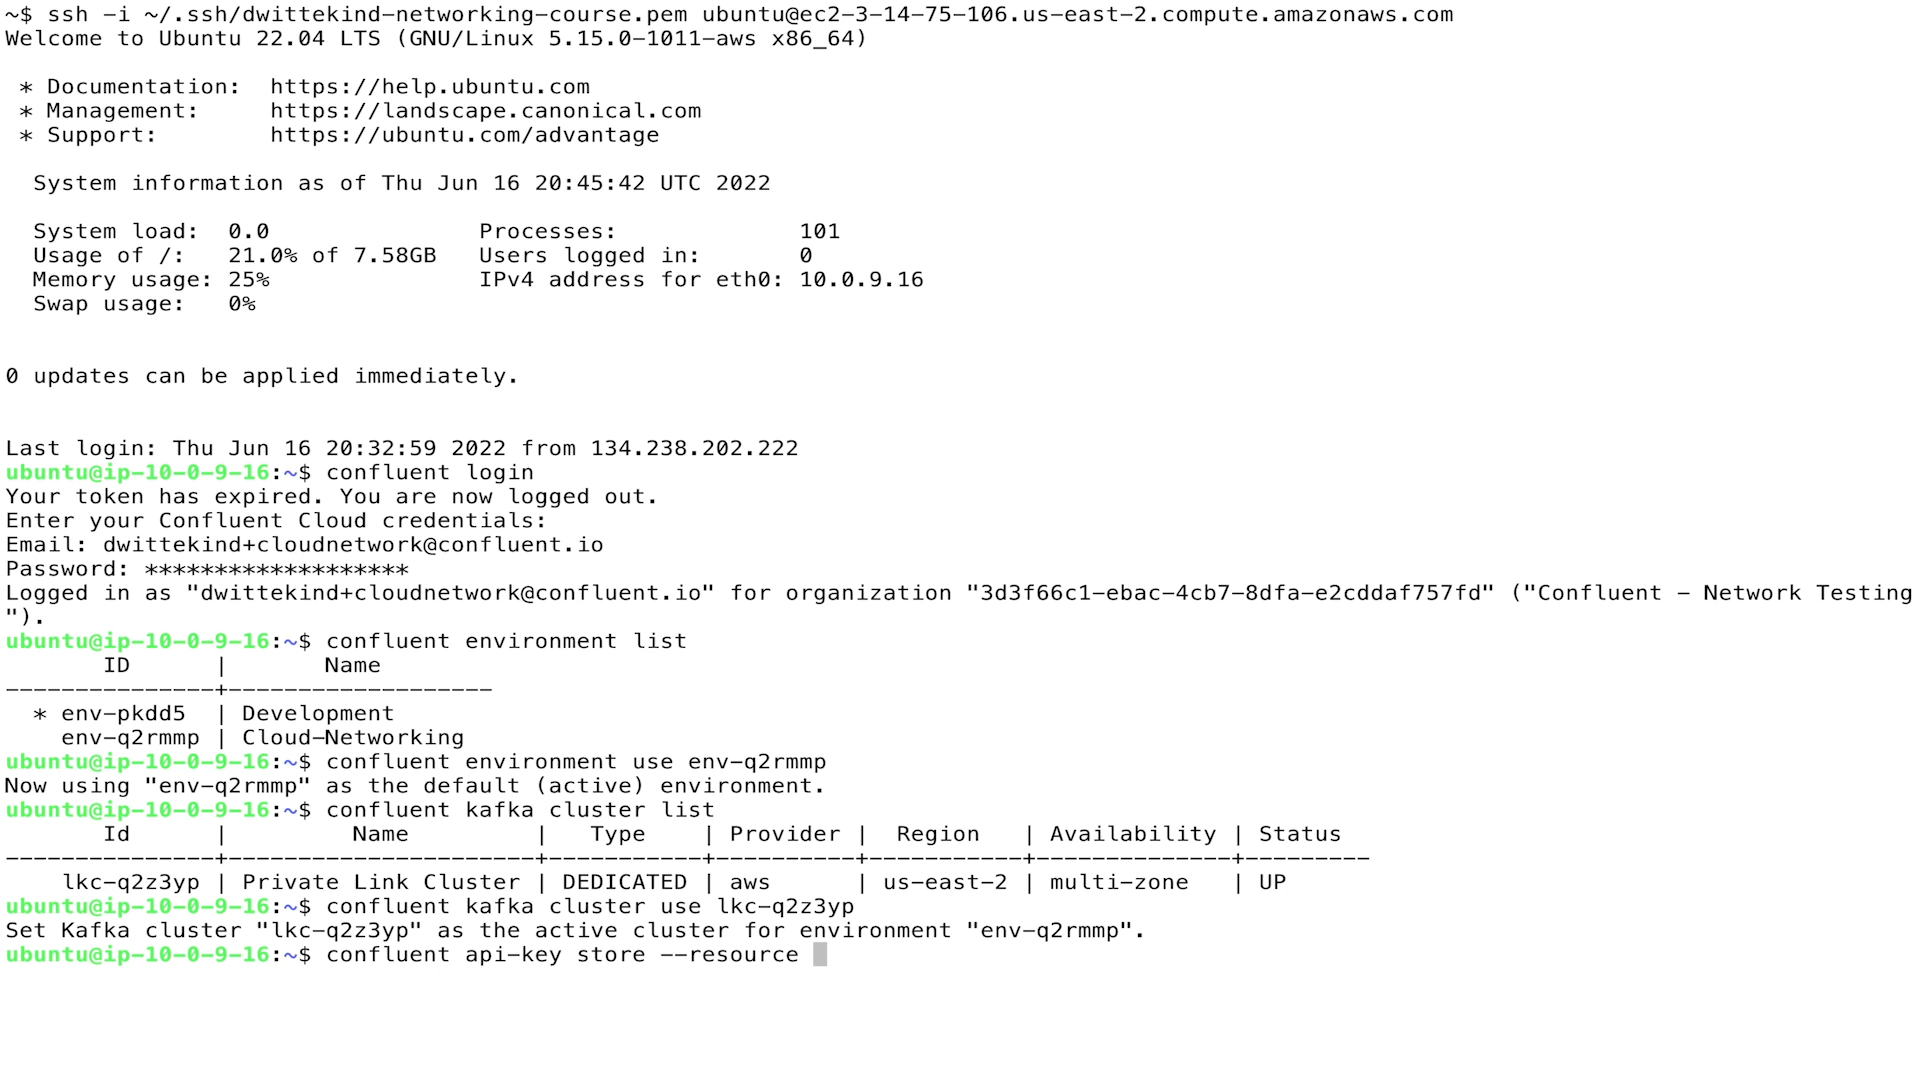 ~$ ssh -i ~/.ssh/dwittekind-networking-course.pem ubuntu@ec2-3-14-75-106.us-east-2.compute.amazonaws.com
Welcome to Ubuntu 22.04 LTS (GNU/Linux 5.15.0-1011-aws x86_64)
* Documentation:  https://help.ubuntu.com
* Management:     https://landscape.canonical.com
* Support:        https://ubuntu.com/advantage
System information as of Thu Jun 16 20:45:42 UTC 2022
System load:  0.0               Processes:             101
Usage of /:   21.0% of 7.58GB   Users logged in:       0
Memory usage: 25%               IPv4 address for eth0: 10.0.9.16
Swap usage:   0%
0 updates can be applied immediately.
Last login: Thu Jun 16 20:32:59 2022 from 134.238.202.222
ubuntu@ip-10-0-9-16:~$ confluent login
Your token has expired. You are now logged out.
Enter your Confluent Cloud credentials:
Email: dwittekind+cloudnetwork@confluent.io
Password: *******************
Logged in as "dwittekind+cloudnetwork@confluent.io" for organization "3d3f66c1-ebac-4cb7-8dfa-e2cddaf757fd" ("Confluent - Network Testing
").
ubuntu@ip-10-0-9-16:~$ confluent environment list
       ID      |       Name
---------------+-------------------
  * env-pkdd5  | Development
    env-q2rmmp | Cloud-Networking
ubuntu@ip-10-0-9-16:~$ confluent environment use env-q2rmmp
Now using "env-q2rmmp" as the default (active) environment.
ubuntu@ip-10-0-9-16:~$ confluent kafka cluster list
       Id      |         Name         |   Type    | Provider |  Region   | Availability | Status
---------------+----------------------+-----------+----------+-----------+--------------+---------
    lkc-q2z3yp | Private Link Cluster | DEDICATED | aws      | us-east-2 | multi-zone   | UP
ubuntu@ip-10-0-9-16:~$ confluent kafka cluster use lkc-q2z3yp
Set Kafka cluster "lkc-q2z3yp" as the active cluster for environment "env-q2rmmp".
ubuntu@ip-10-0-9-16:~$ confluent api-key store --resource